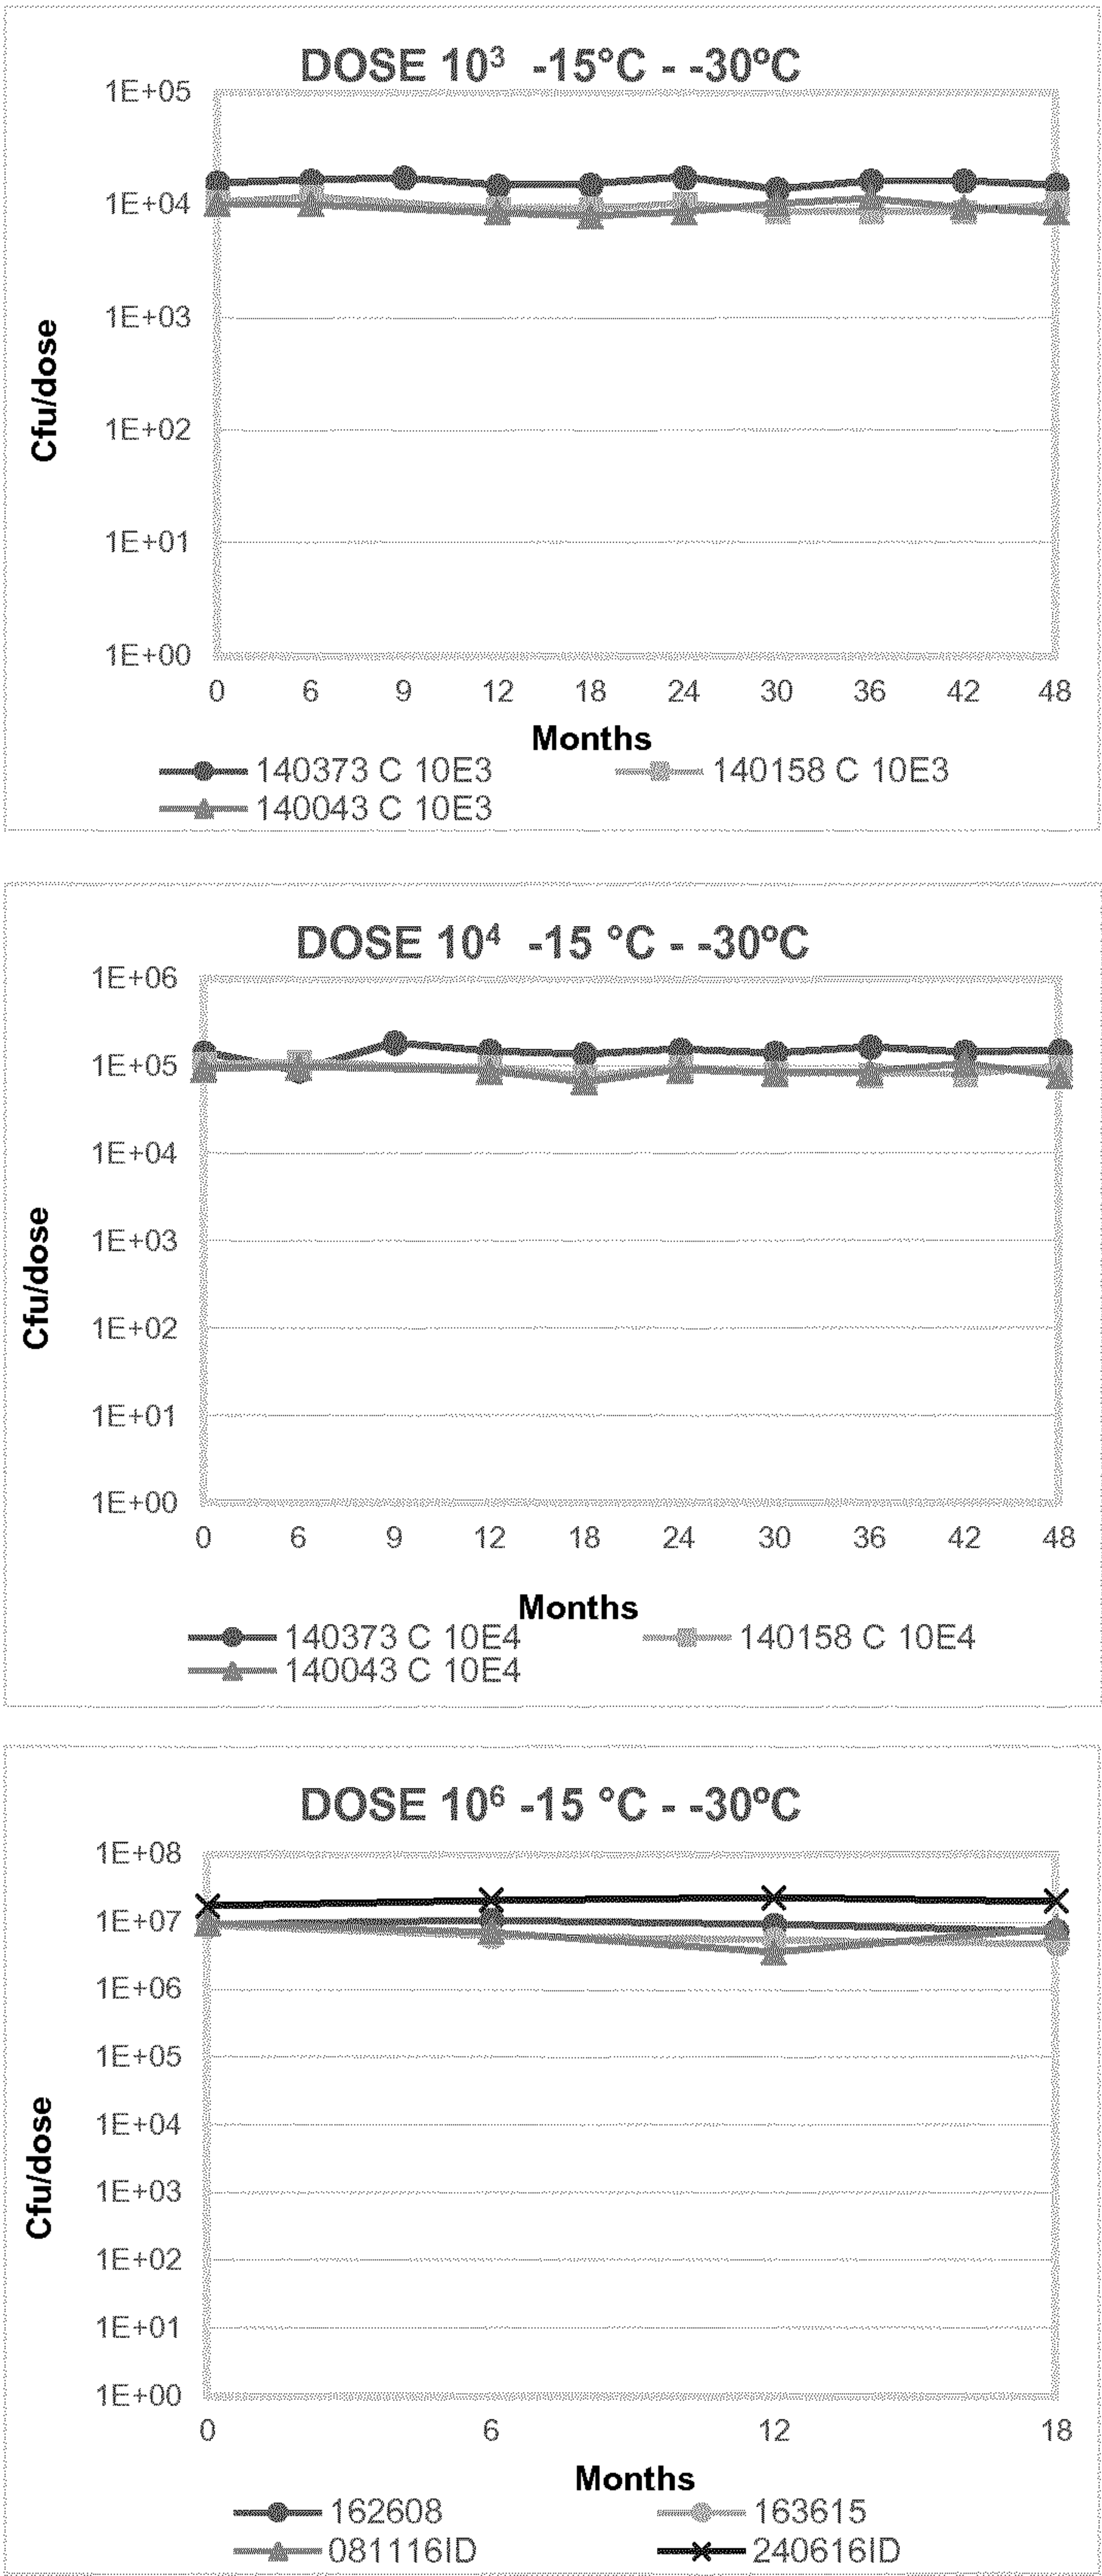 DOSE 10³ -15°C - -30ºC
1E+05
1E+04
1E+03
1E+02
1E+01
1E+00
Cfu/dose
0 6 9 12 18 24 30 36 42 48
Months
140373 C 10E3 140158 C 10E3
140043 C 10E3
DOSE 10⁴ -15 °C - -30ºC
1E+06
1E+05
1E+04
1E+03
1E+02
1E+01
1E+00
Cfu/dose
0 6 9 12 18 24 30 36 42 48
Months
140373 C 10E4 140158 C 10E4
140043 C 10E4
DOSE 10⁶ -15 °C - -30ºC
1E+08
1E+07
1E+06
1E+05
1E+04
1E+03
1E+02
1E+01
1E+00
Cfu/dose
0 6 12 18
Months
162608 163615
081116ID 240616ID